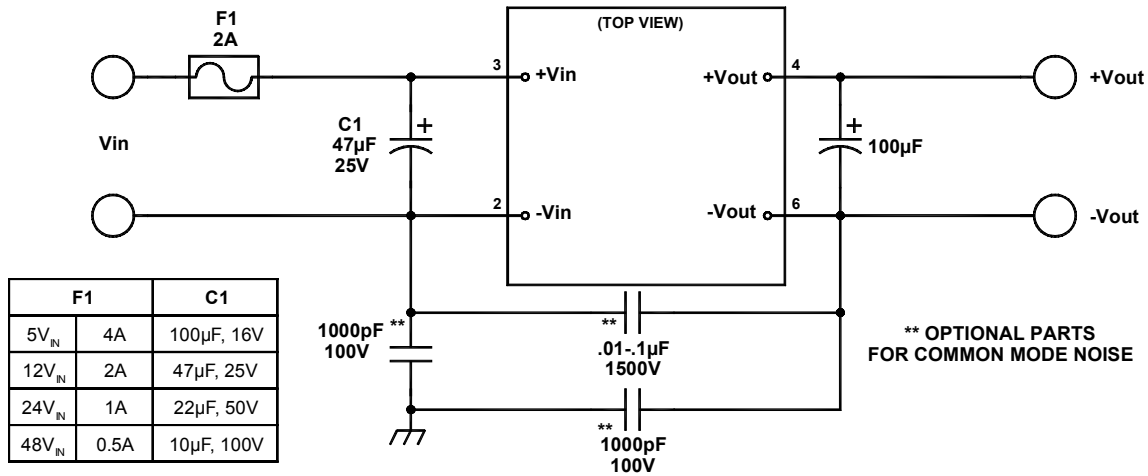 F1
2A
(TOP VIEW)
3
+Vin
+Vout
4
+Vout
Vin
C1
47µF
25V
+
+
100µF
2
-Vin
-Vout
6
-Vout
F1 C1
5V_IN 4A 100µF, 16V
12V_IN 2A 47µF, 25V
24V_IN 1A 22µF, 50V
48V_IN 0.5A 10µF, 100V
1000pF **
100V
**
.01-.1µF
1500V
** OPTIONAL PARTS
FOR COMMON MODE NOISE
**
1000pF
100V